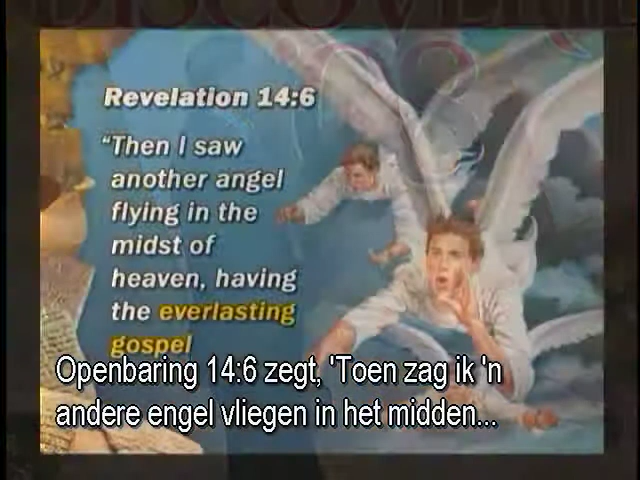 DISCOVERIE
Revelation 14:6
"Then I saw
another angel
flying in the
midst of
heaven, having
the everlasting
gospel
Openbaring 14:6 zegt, 'Toen zag ik 'n
andere engel vliegen in het midden...